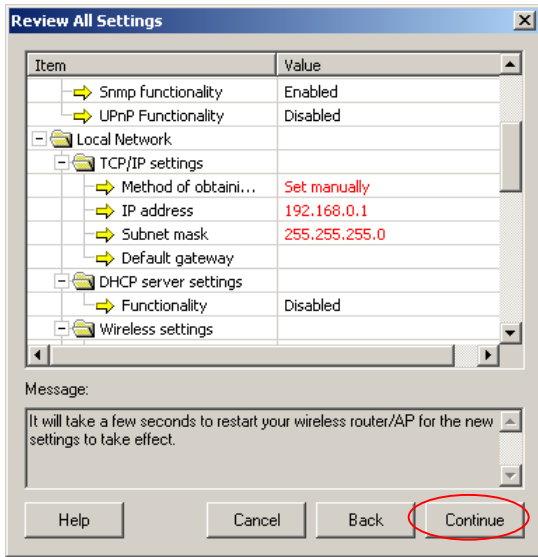 Review All Settings
Item Value
Snmp functionality Enabled
UPnP Functionality Disabled
Local Network
TCP/IP settings
Method of obtaini... Set manually
IP address 192.168.0.1
Subnet mask 255.255.255.0
Default gateway
DHCP server settings
Functionality Disabled
Wireless settings
Message:
It will take a few seconds to restart your wireless router/AP for the new
settings to take effect.
Help Cancel Back Continue